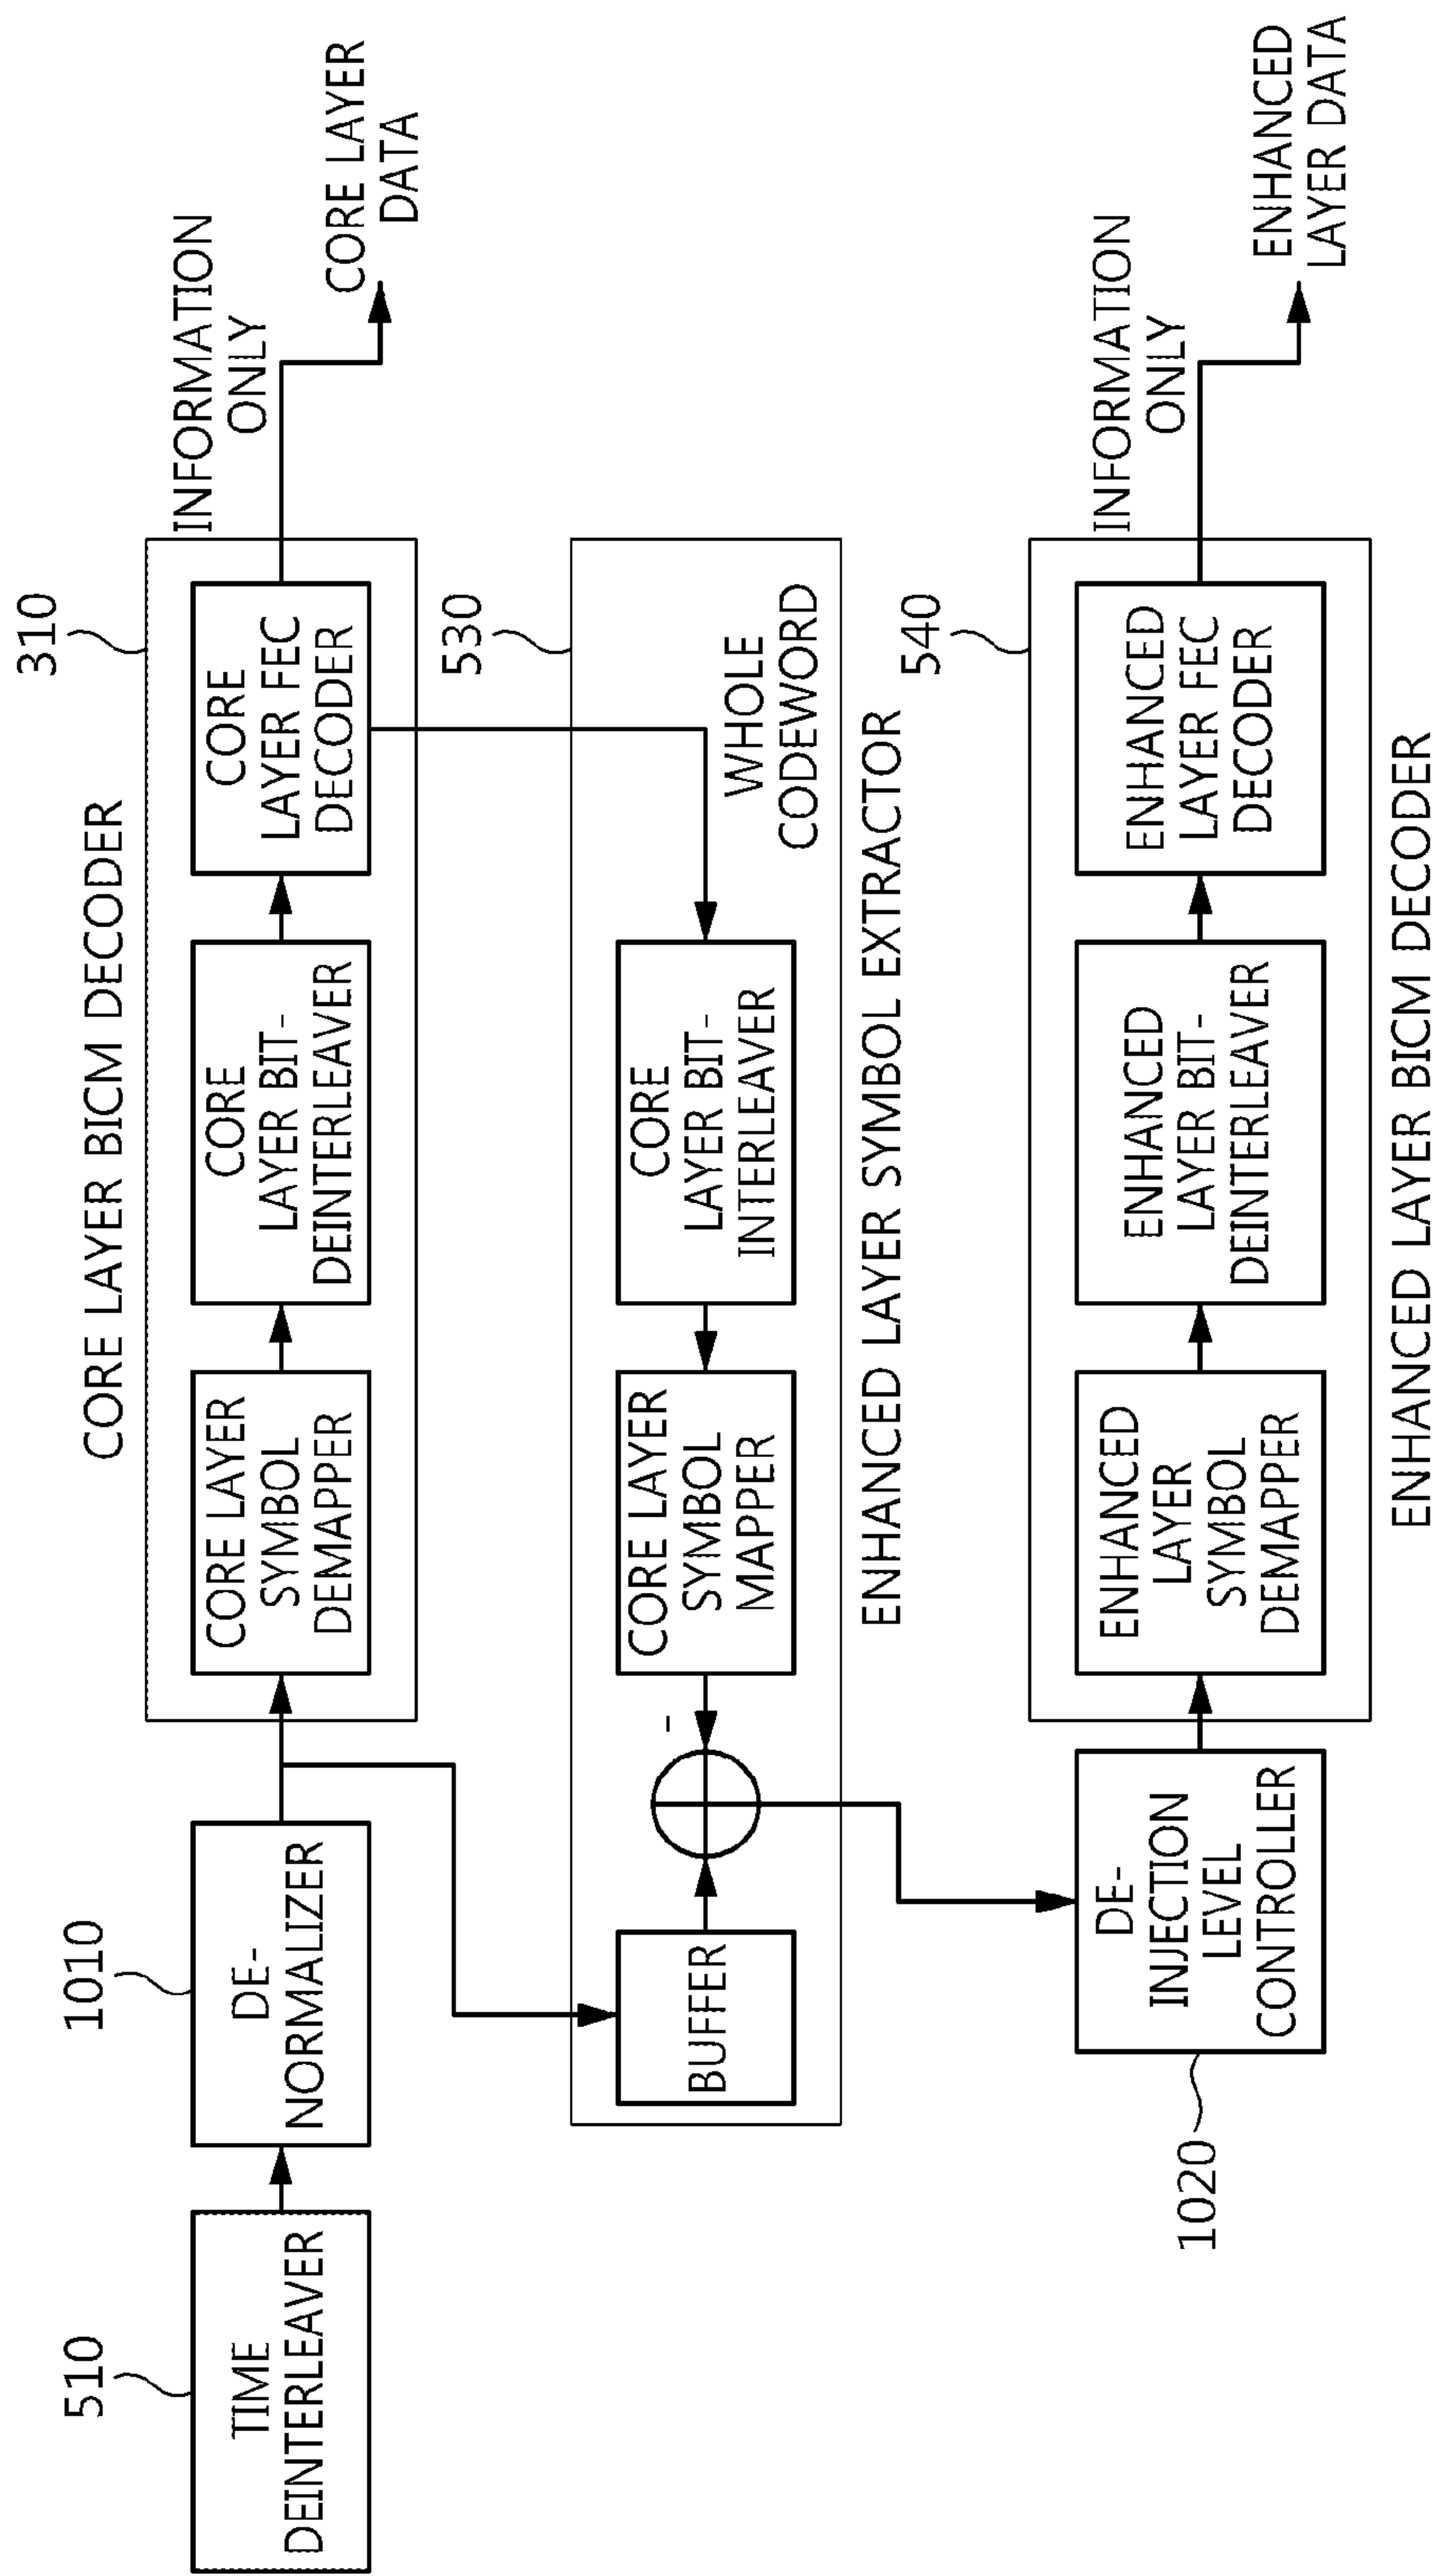 310
CORE LAYER BICM DECODER
510
1010
TIME
DEINTERLEAVER
DE-
NORMALIZER
CORE LAYER
SYMBOL
DEMAPPER
CORE
LAYER BIT-
DEINTERLEAVER
CORE
LAYER FEC
DECODER
INFORMATION
ONLY
CORE LAYER
DATA
530
BUFFER
-
CORE LAYER
SYMBOL
MAPPER
CORE
LAYER BIT-
INTERLEAVER
WHOLE
CODEWORD
ENHANCED LAYER SYMBOL EXTRACTOR
540
1020
DE-
INJECTION
LEVEL
CONTROLLER
ENHANCED
LAYER
SYMBOL
DEMAPPER
ENHANCED
LAYER BIT-
DEINTERLEAVER
ENHANCED
LAYER FEC
DECODER
INFORMATION
ONLY
ENHANCED
LAYER DATA
ENHANCED LAYER BICM DECODER